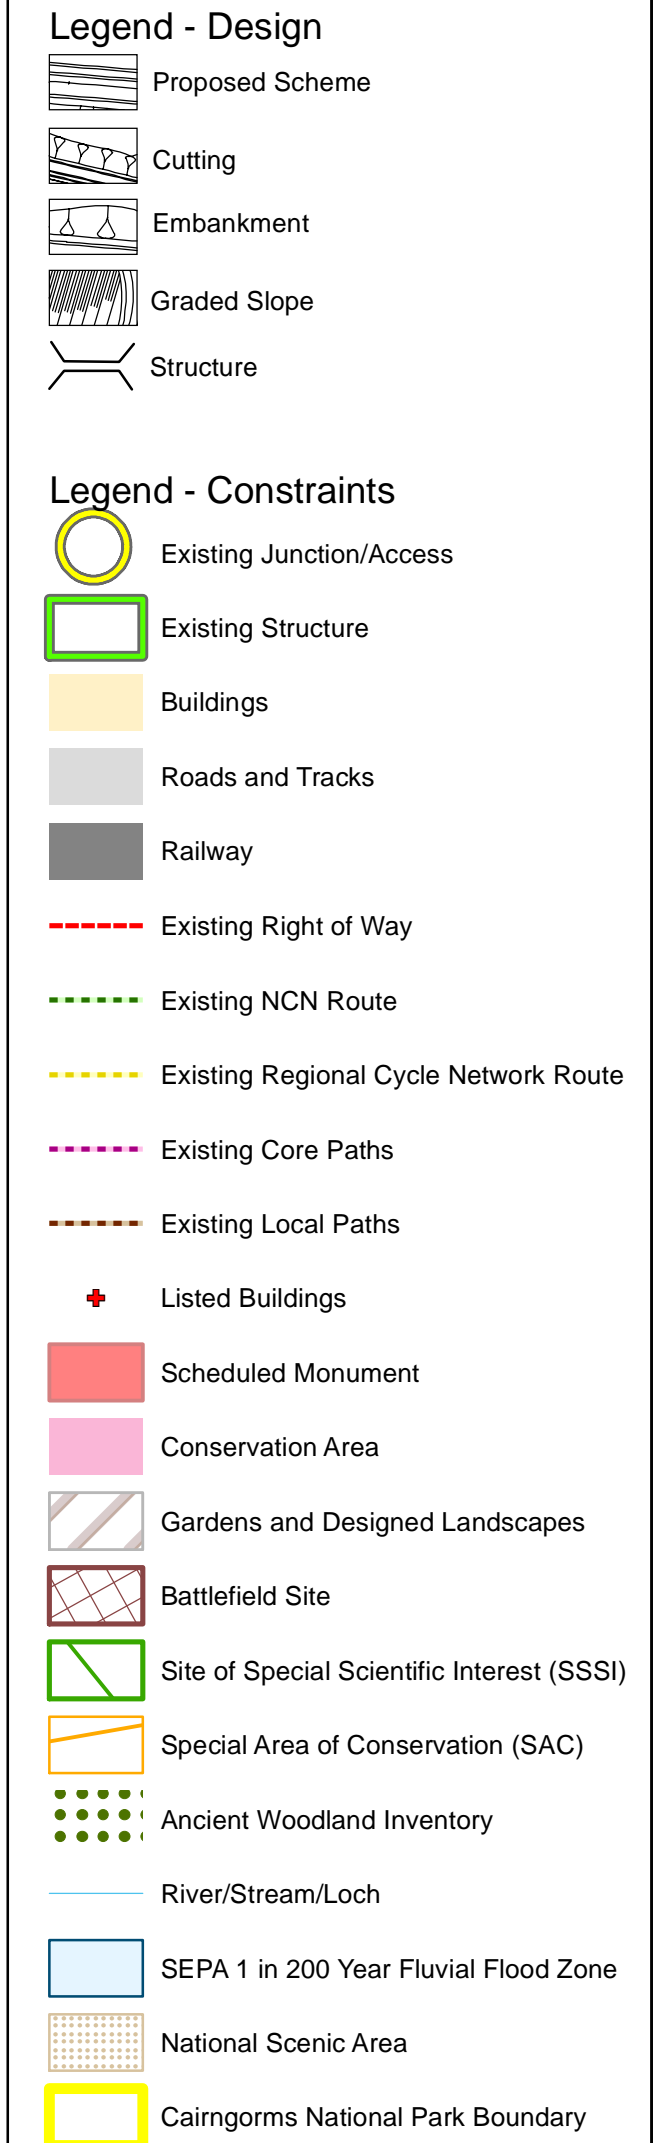 Legend - Design
Proposed Scheme
Cutting
Embankment
Graded Slope
Structure
Legend - Constraints
Existing Junction/Access
Existing Structure
Buildings
Roads and Tracks
Railway
Existing Right of Way
Existing NCN Route
Existing Regional Cycle Network Route
Existing Core Paths
Existing Local Paths
Listed Buildings
Scheduled Monument
Conservation Area
Gardens and Designed Landscapes
Battlefield Site
Site of Special Scientific Interest (SSSI)
Special Area of Conservation (SAC)
Ancient Woodland Inventory
River/Stream/Loch
SEPA 1 in 200 Year Fluvial Flood Zone
National Scenic Area
Cairngorms National Park Boundary